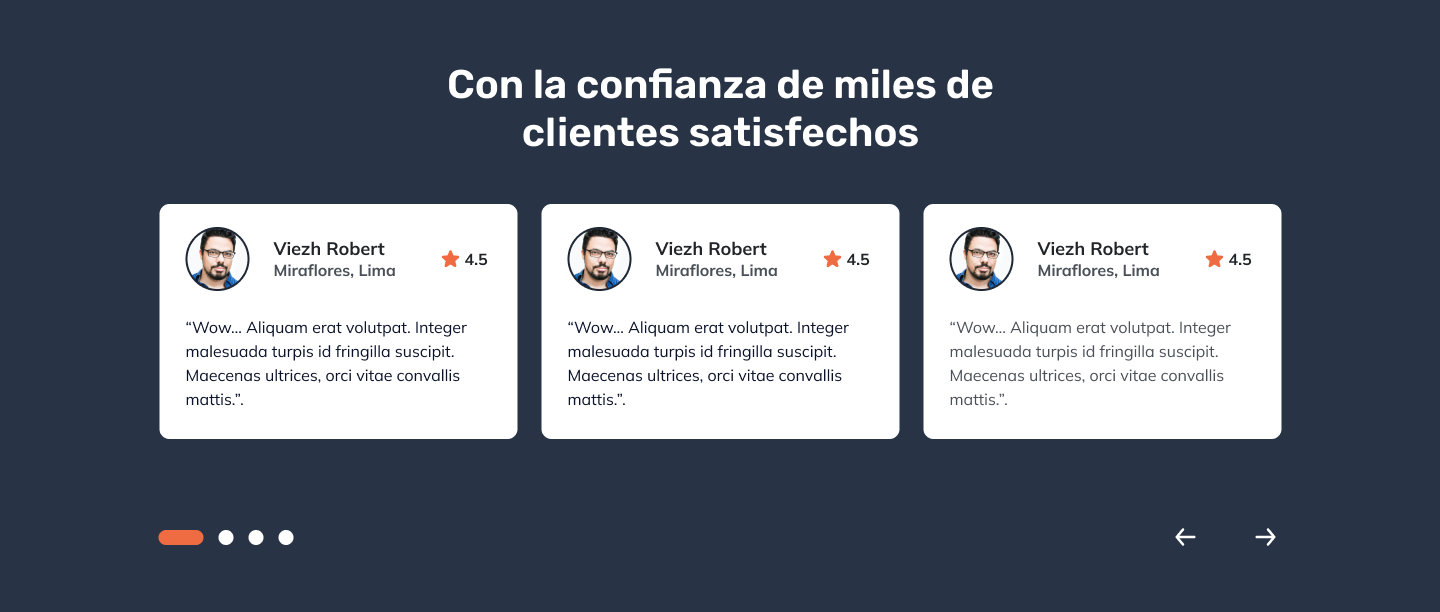 Con la confianza de miles de
clientes satisfechos
Viezh Robert
Miraflores, Lima
4.5
“Wow... Aliquam erat volutpat. Integer
malesuada turpis id fringilla suscipit.
Maecenas ultrices, orci vitae convallis
mattis.”.
Viezh Robert
Miraflores, Lima
4.5
“Wow... Aliquam erat volutpat. Integer
malesuada turpis id fringilla suscipit.
Maecenas ultrices, orci vitae convallis
mattis.”.
Viezh Robert
Miraflores, Lima
4.5
“Wow... Aliquam erat volutpat. Integer
malesuada turpis id fringilla suscipit.
Maecenas ultrices, orci vitae convallis
mattis.”.